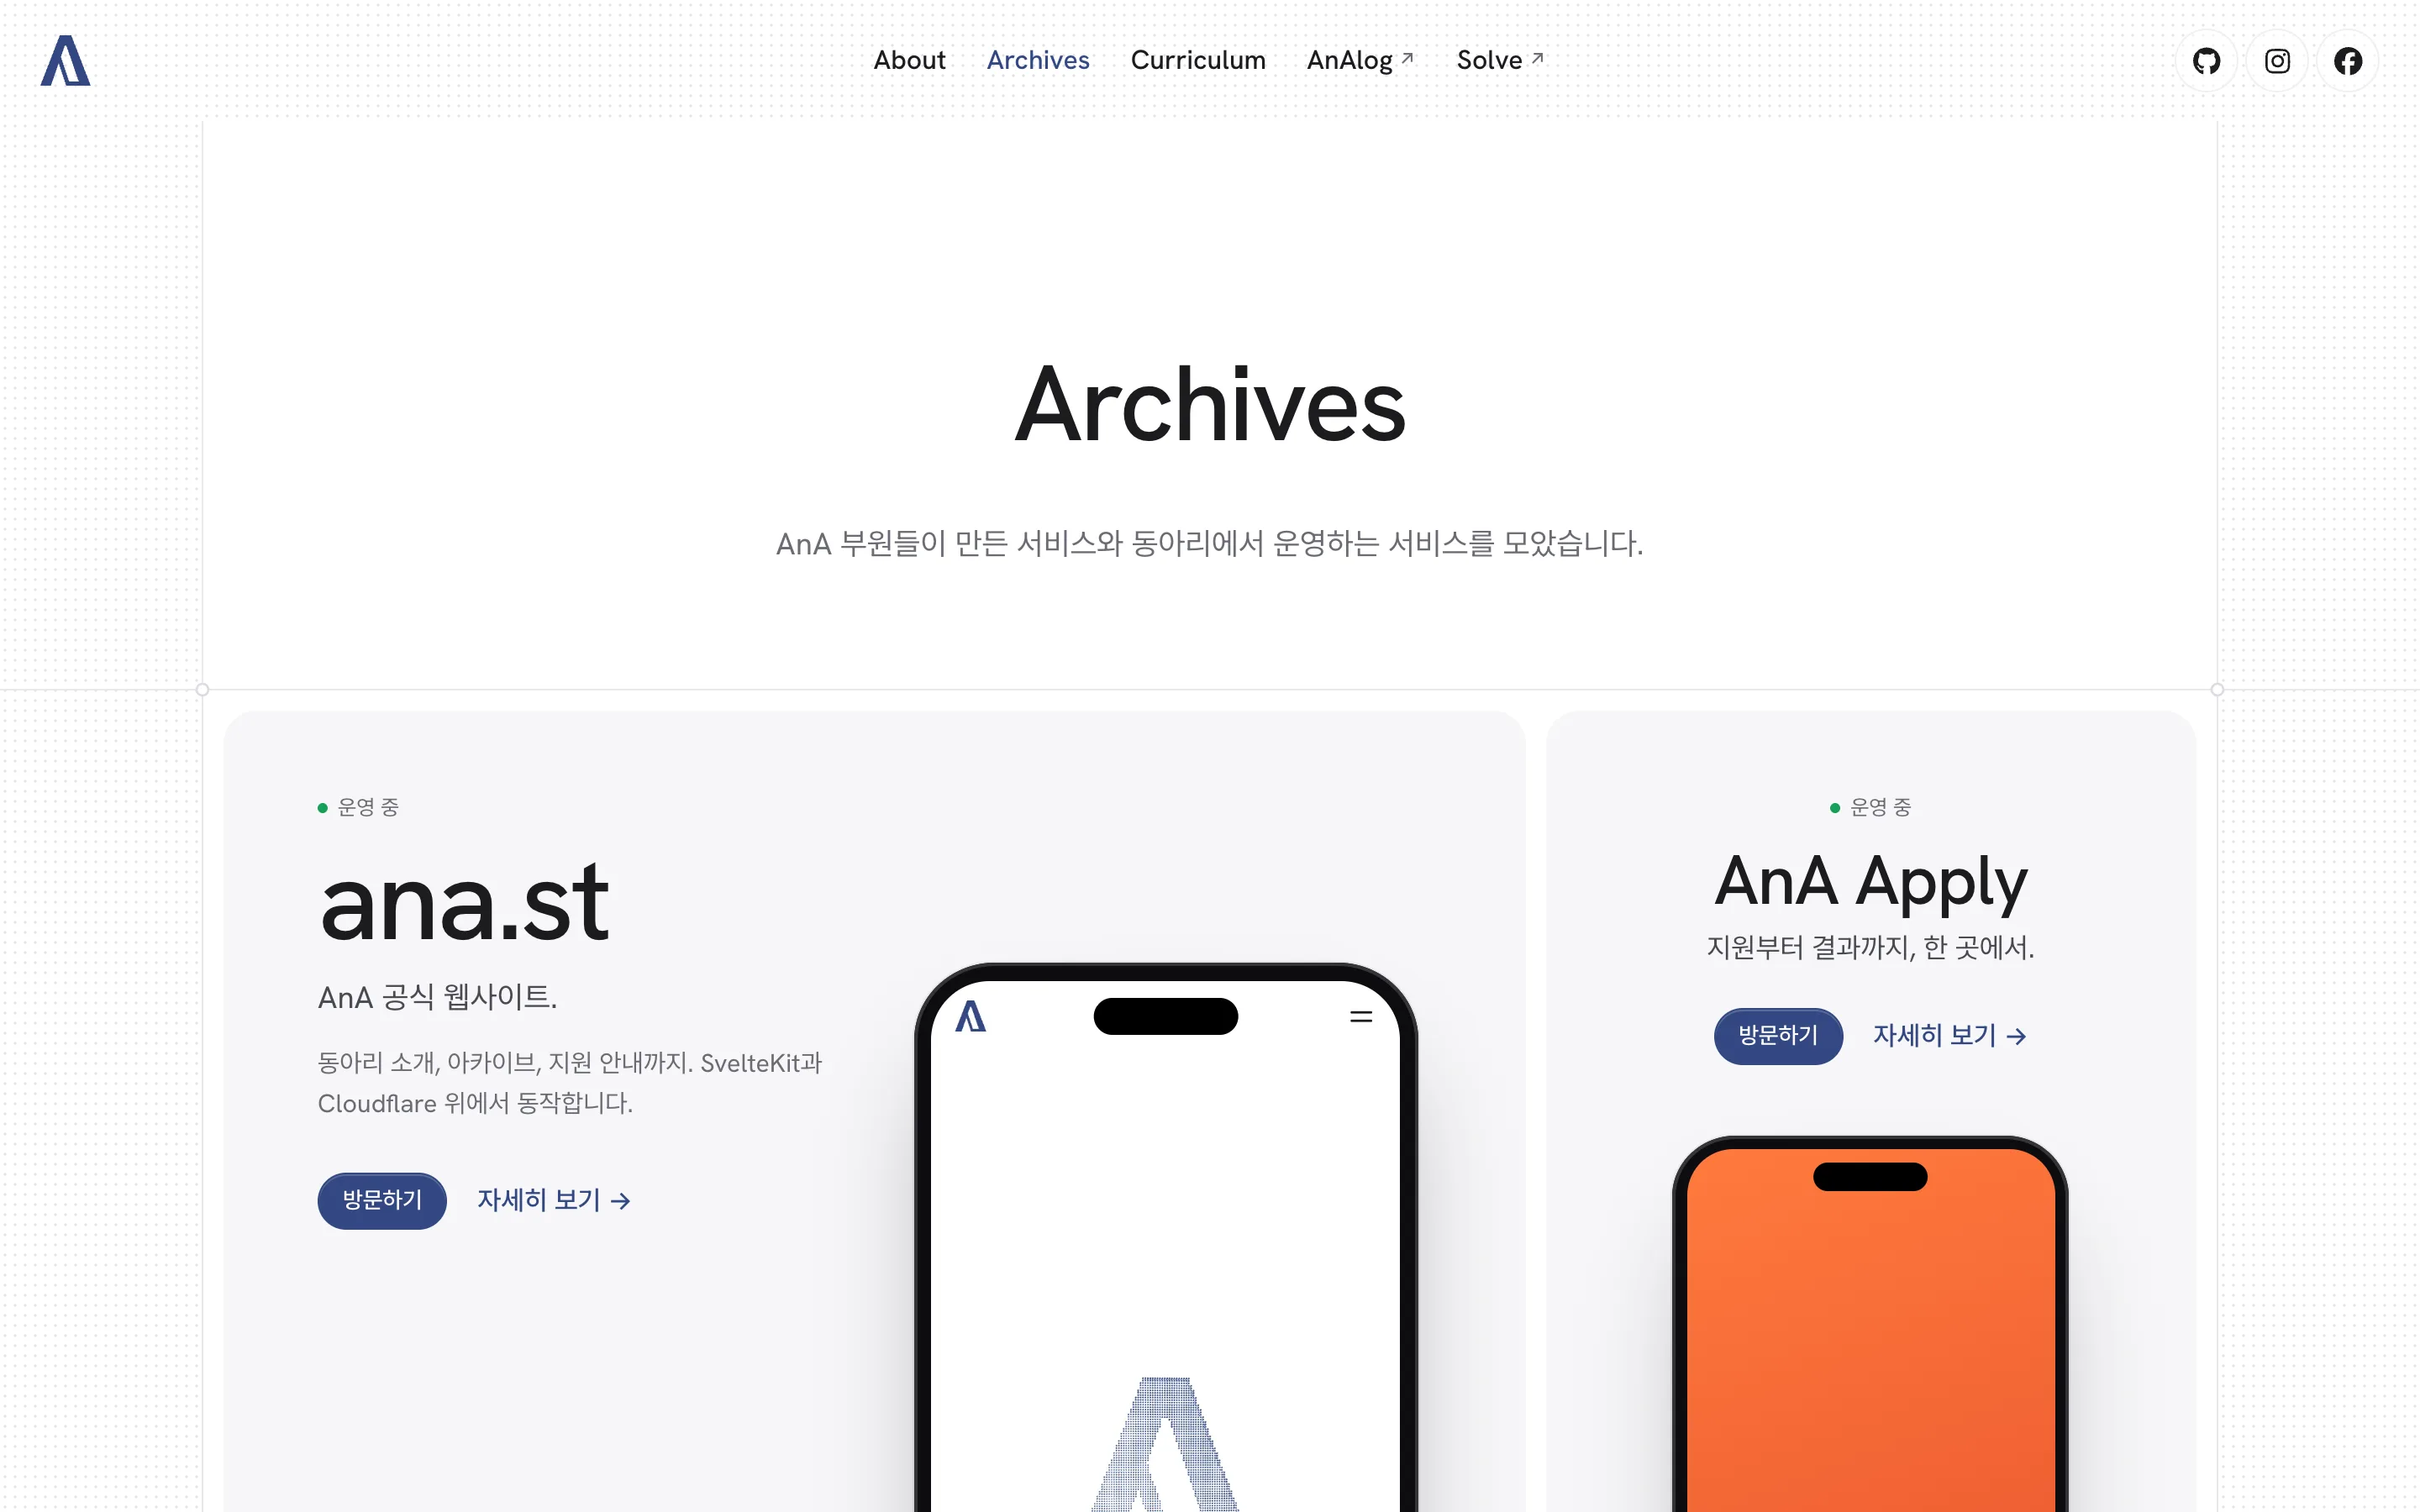 About
Archives
Curriculum
AnAlog ↗
Solve ↗
Archives
AnA 부원들이 만든 서비스와 동아리에서 운영하는 서비스를 모았습니다.
운영 중
ana.st
AnA 공식 웹사이트.
동아리 소개, 아카이브, 지원 안내까지. SvelteKit과
Cloudflare 위에서 동작합니다.
방문하기
자세히 보기 →
운영 중
AnA Apply
지원부터 결과까지, 한 곳에서.
방문하기
자세히 보기 →